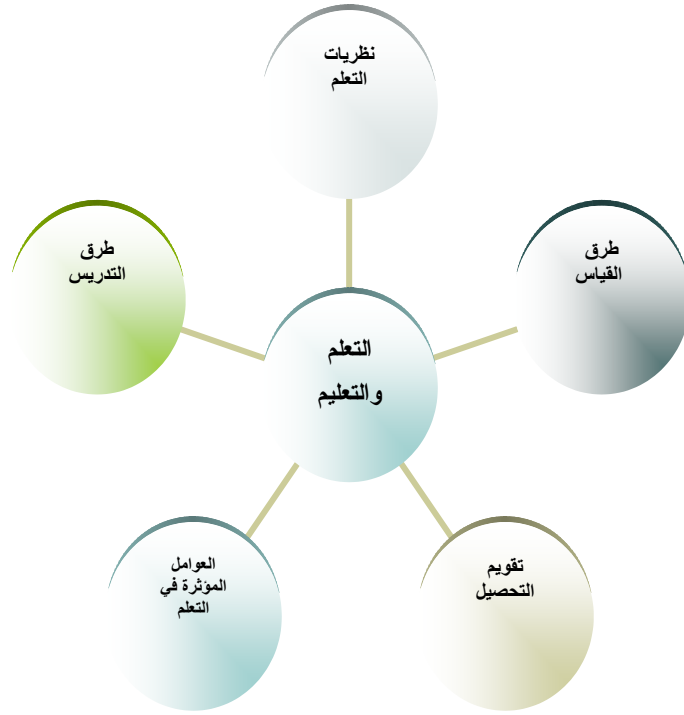 نظريات
التعلم
طرق
القياس
طرق
التدريس
التعلم
والتعليم
تقويم
التحصيل
العوامل
المؤثرة في
التعلم